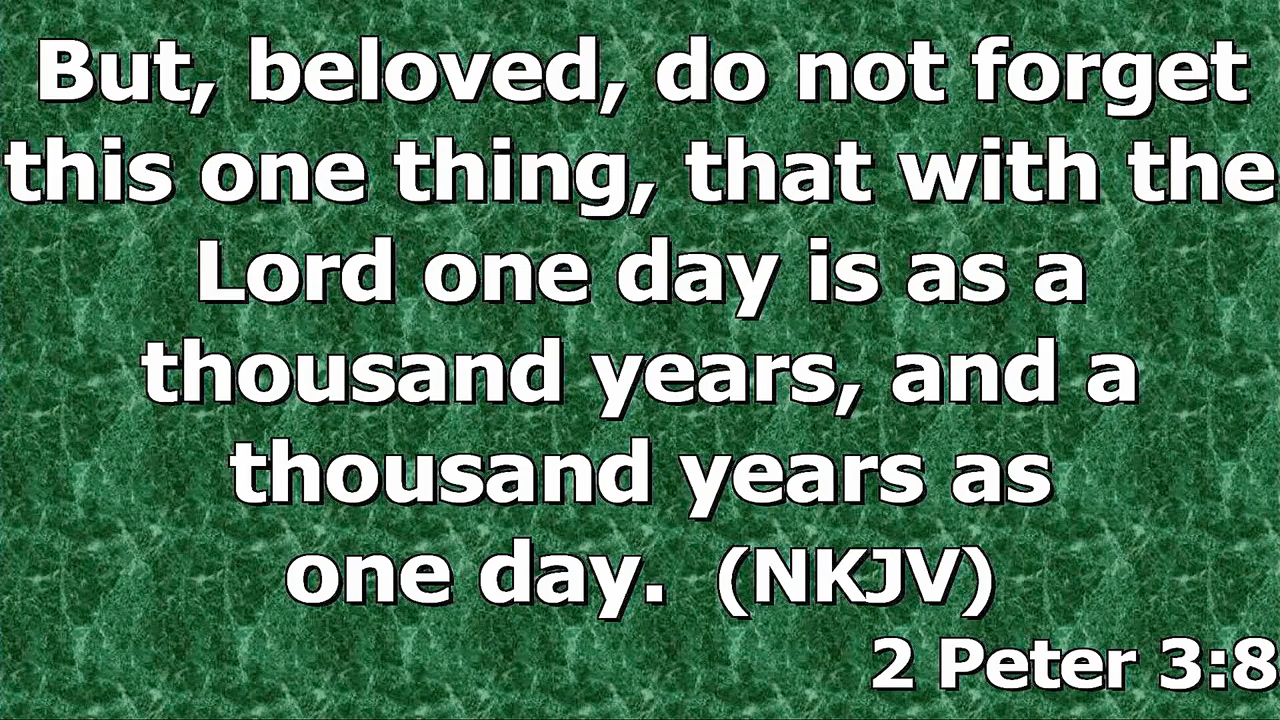 But, beloved, do not forget
this one thing, that with the
Lord one day is as a
thousand years, and a
thousand years as
one day.  (NKJV)
2 Peter 3:8